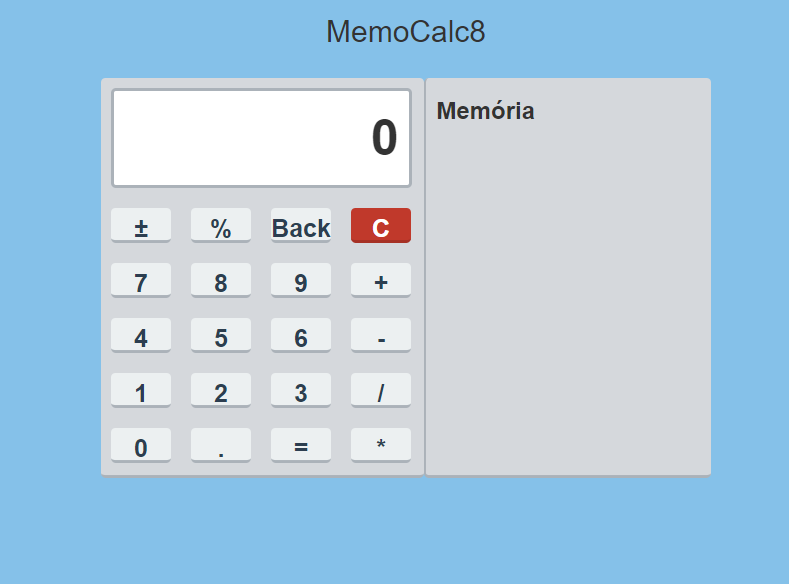 MemoCalc8
0
Memória
± % Back C
7 8 9 +
4 5 6 -
1 2 3 /
0 . = *